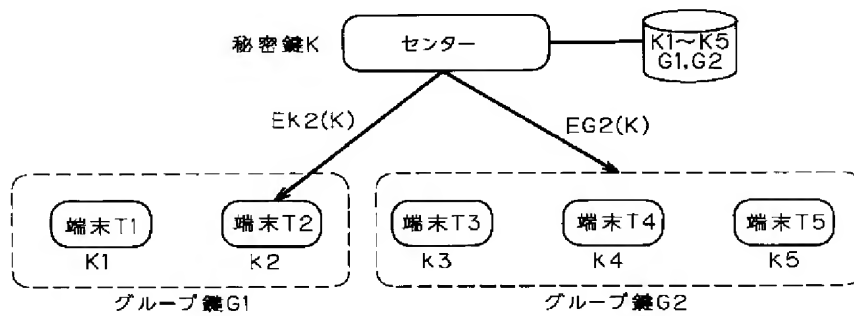 秘密鍵K
センター
K1～K5
G1,G2
EK2(K)
EG2(K)
端末T1
端末T2
端末T3
端末T4
端末T5
K1
K2
K3
K4
K5
グループ鍵G1
グループ鍵G2